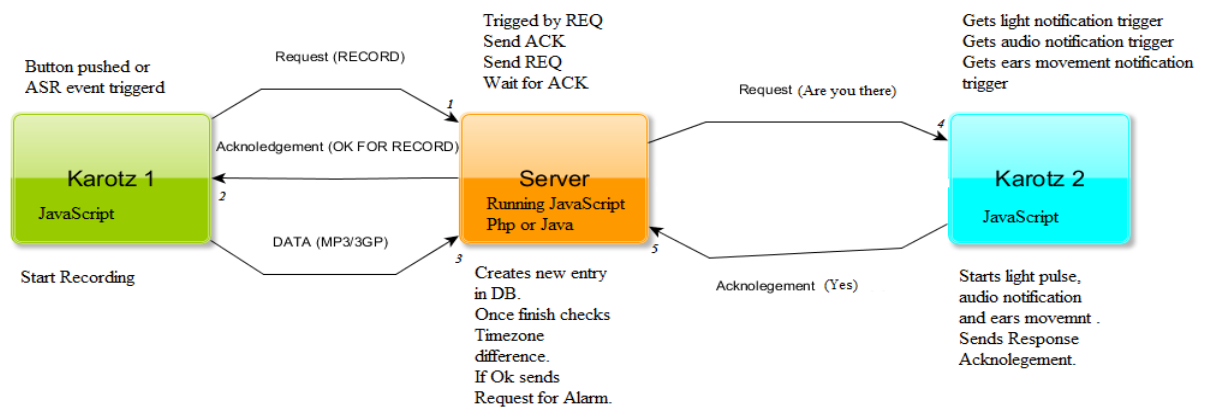 Button pushed or
ASR event triggerd
Request (RECORD)
1
Acknoledgement (OK FOR RECORD)
2
Karotz 1
JavaScript
DATA (MP3/3GP)
3
Start Recording
Trigged by REQ
Send ACK
Send REQ
Wait for ACK
Server
Running JavaScript
Php or Java
Creates new entry
in DB.
Once finish checks
Timezone
difference.
If Ok sends
Request for Alarm.
Request (Are you there)
4
5
Acknolegement (Yes)
Gets light notification trigger
Gets audio notification trigger
Gets ears movement notification
trigger
Karotz 2
JavaScript
Starts light pulse,
audio notification
and ears movemnt .
Sends Response
Acknolegement.